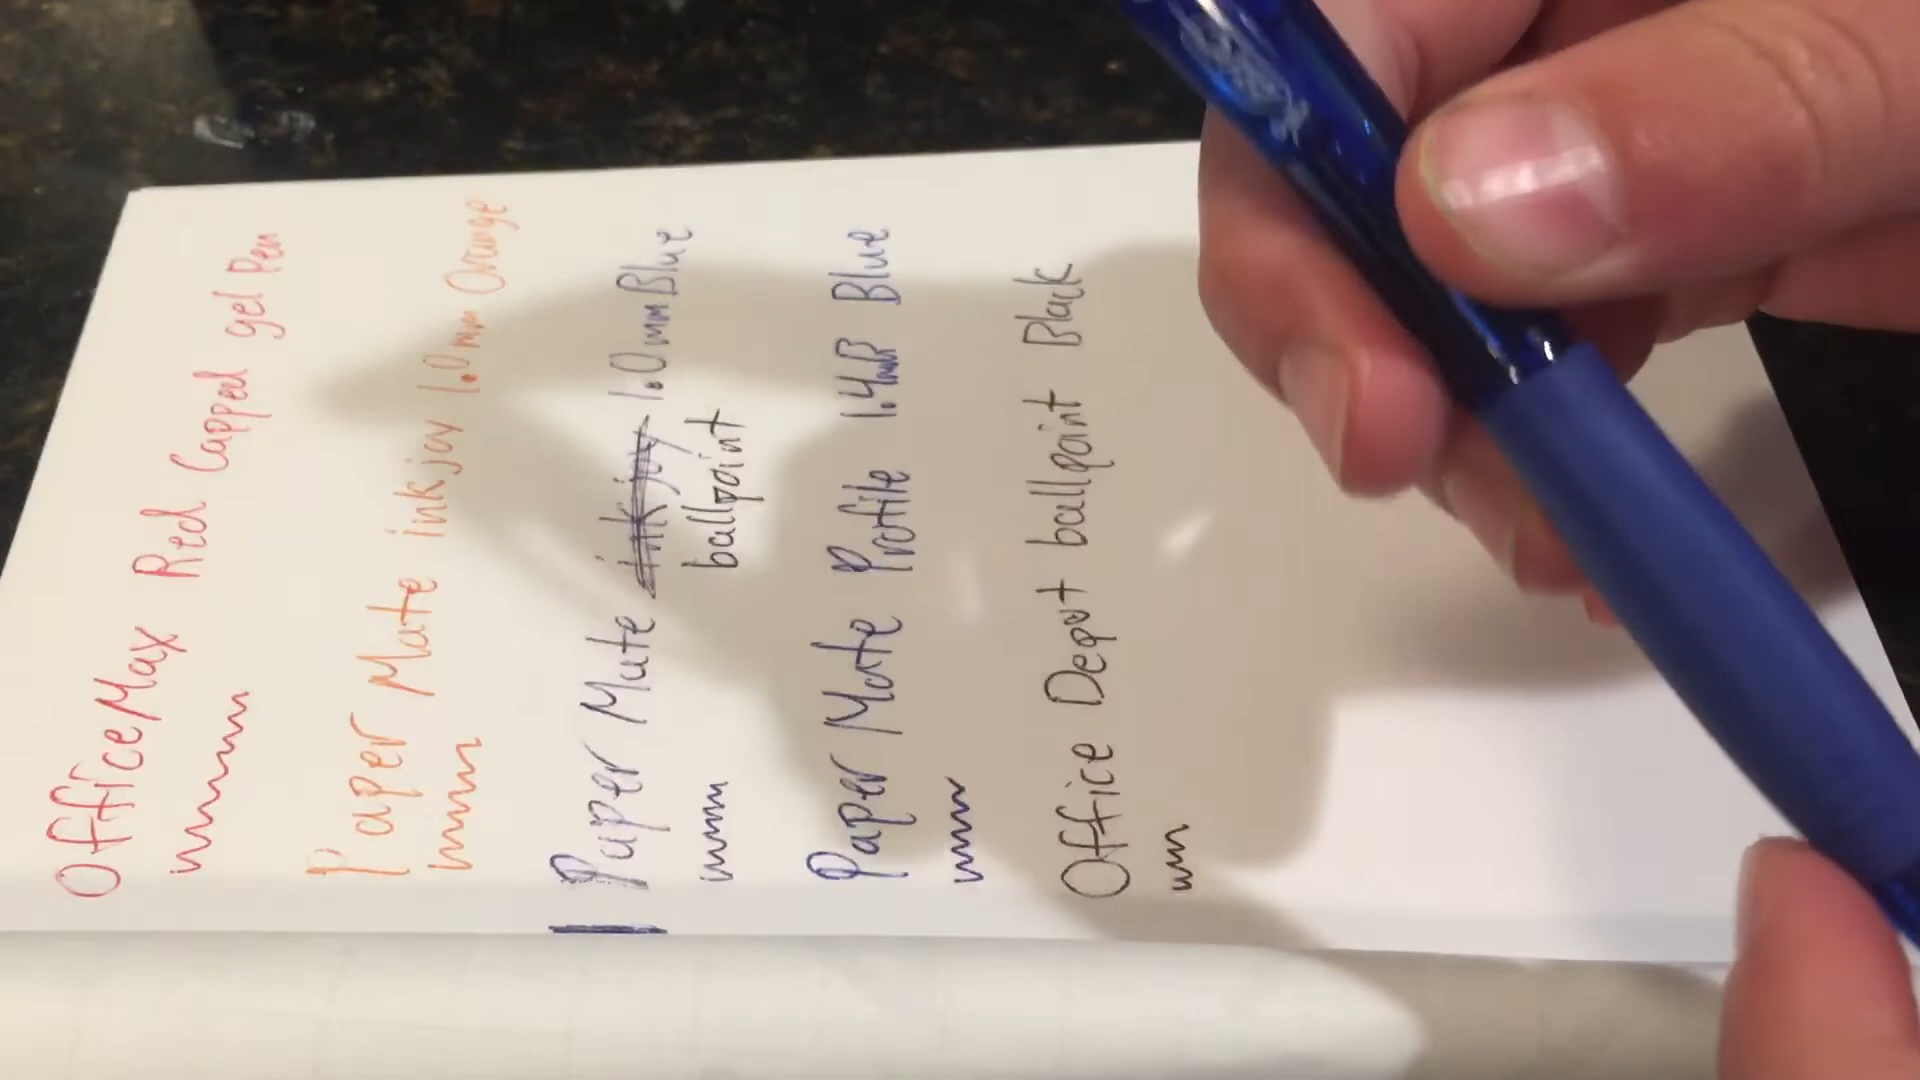 OfficeMax Red Capped gel Pen
Paper Mate inkjoy 1.0mm Orange
Paper Mate inkjoy 1.0mm Blue
ballpoint
Paper Mate Profile 1.4mB Blue
Office Depot ballpoint Black